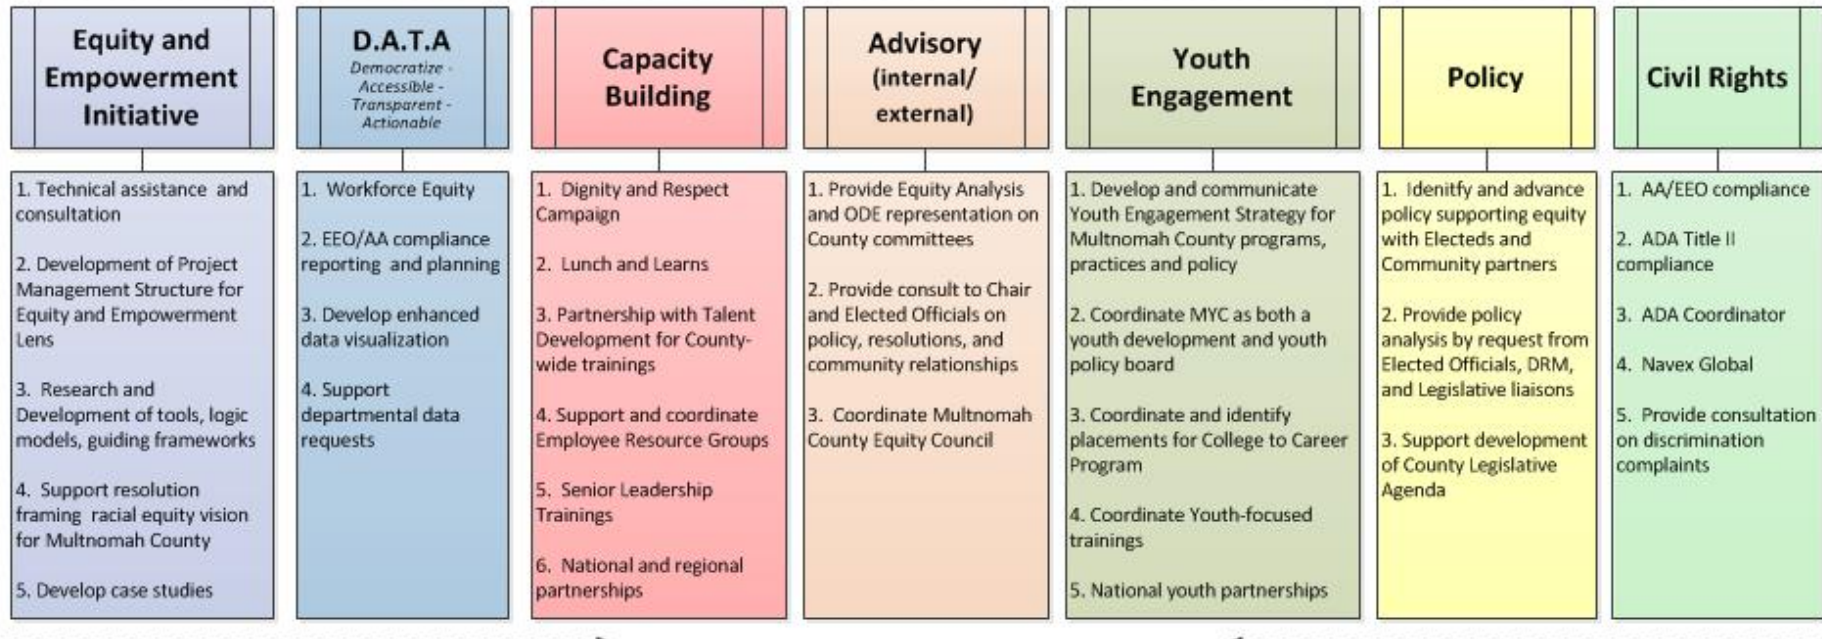 Equity and
Empowerment
Initiative
1. Technical assistance and
consultation
2. Development of Project
Management Structure for
Equity and Empowerment
Lens
3. Research and
Development of tools, logic
models, guiding frameworks
4. Support resolution
framing racial equity vision
for Multnomah County
5. Develop case studies
D.A.T.A
Democratize -
Accessible -
Transparent -
Actionable
1. Workforce Equity
2. EEO/AA compliance
reporting and planning
3. Develop enhanced
data visualization
4. Support
departmental data
requests
Capacity
Building
1. Dignity and Respect
Campaign
2. Lunch and Learns
3. Partnership with Talent
Development for County-
wide trainings
4. Support and coordinate
Employee Resource Groups
5. Senior Leadership
Trainings
6. National and regional
partnerships
Advisory
(internal/
external)
1. Provide Equity Analysis
and ODE representation on
County committees
2. Provide consult to Chair
and Elected Officials on
policy, resolutions, and
community relationships
3. Coordinate Multnomah
County Equity Council
Youth
Engagement
1. Develop and communicate
Youth Engagement Strategy for
Multnomah County programs,
practices and policy
2. Coordinate MYC as both a
youth development and youth
policy board
3. Coordinate and identify
placements for College to Career
Program
4. Coordinate Youth-focused
trainings
5. National youth partnerships
Policy
1. Idenitfy and advance
policy supporting equity
with Electeds and
Community partners
2. Provide policy
analysis by request from
Elected Officials, DRM,
and Legislative liaisons
3. Support development
of County Legislative
Agenda
Civil Rights
1. AA/EEO compliance
2. ADA Title II
compliance
3. ADA Coordinator
4. Navex Global
5. Provide consultation
on discrimination
complaints